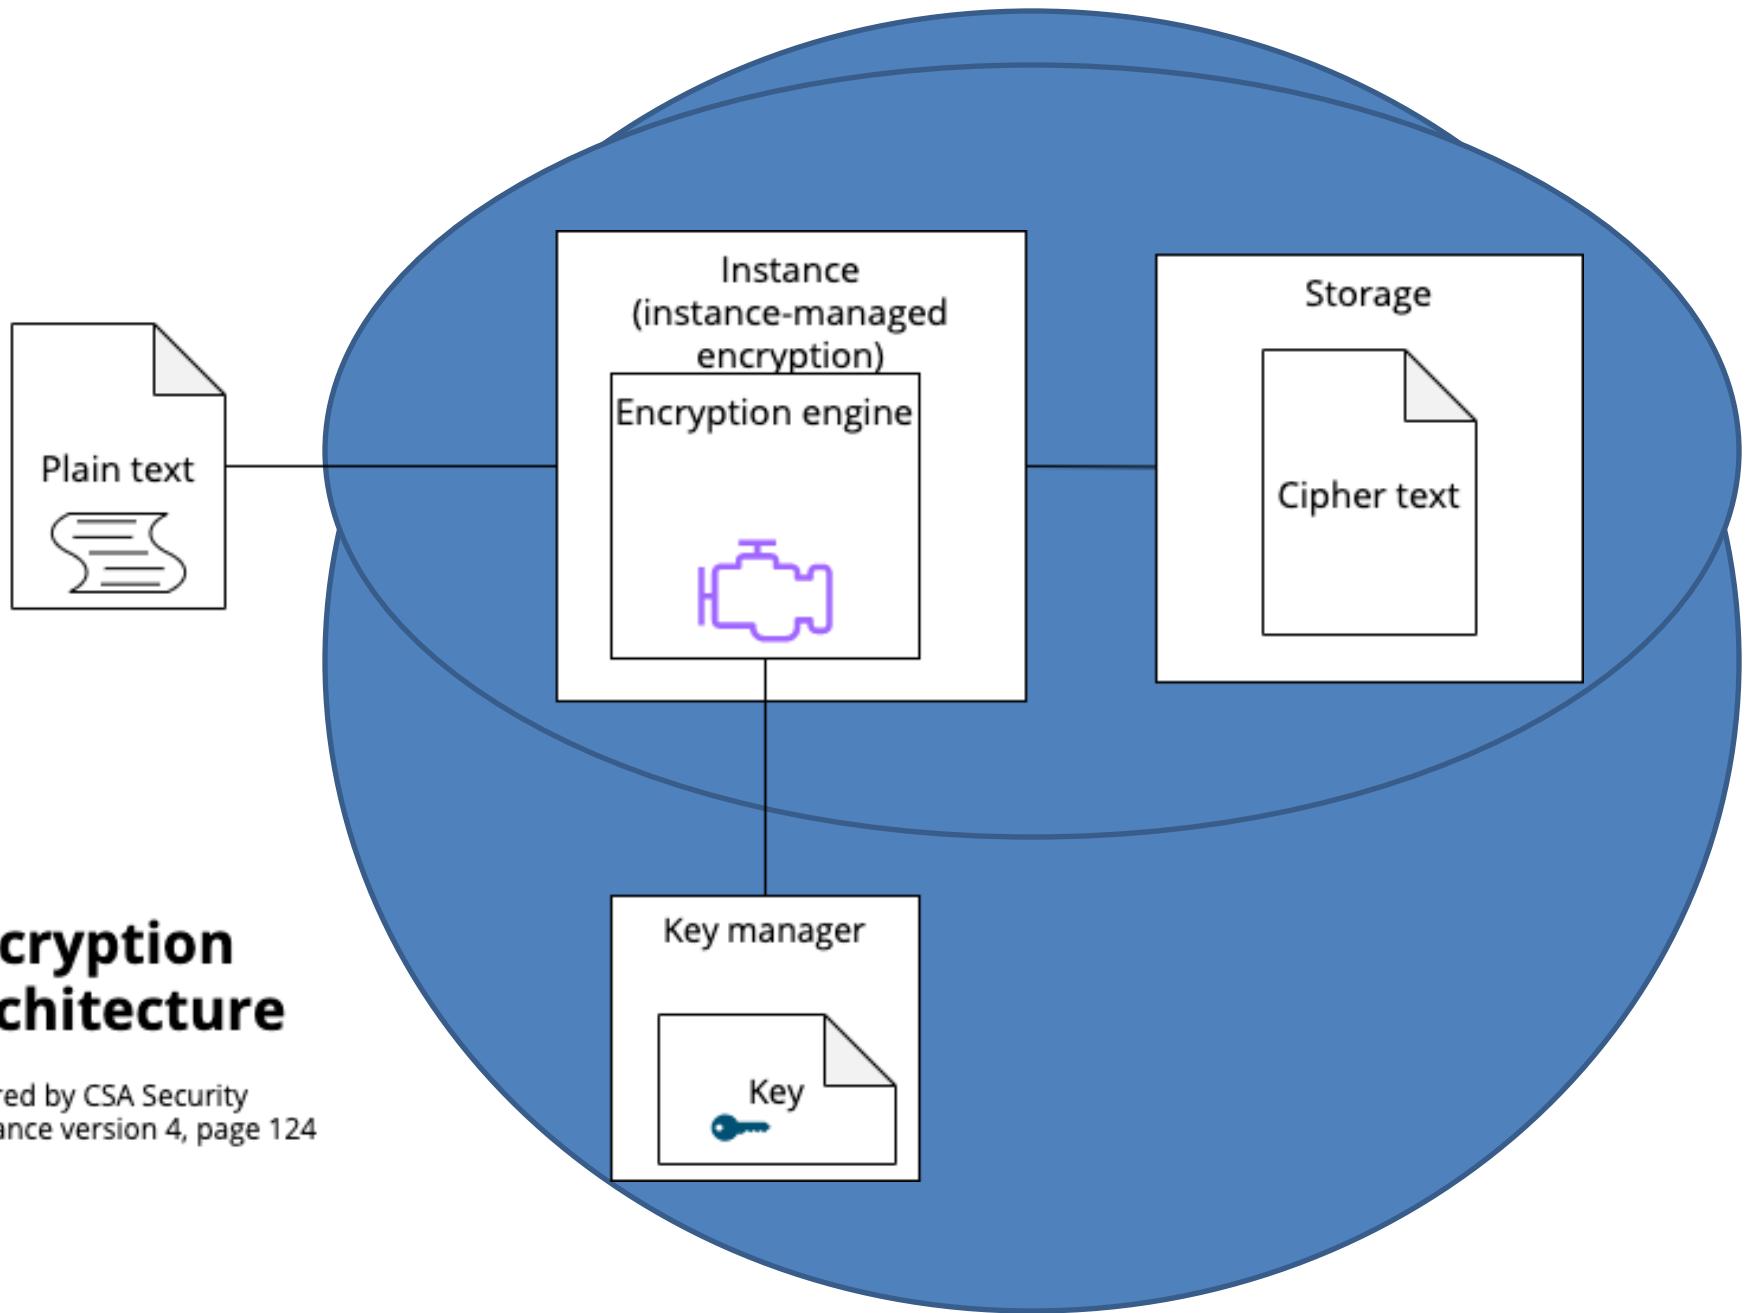 Instance
(instance-managed
encryption)
Storage
Encryption engine
Plain text
Cipher text
Key manager
cryption
chitecture
Key
red by CSA Security
ance version 4, page 124